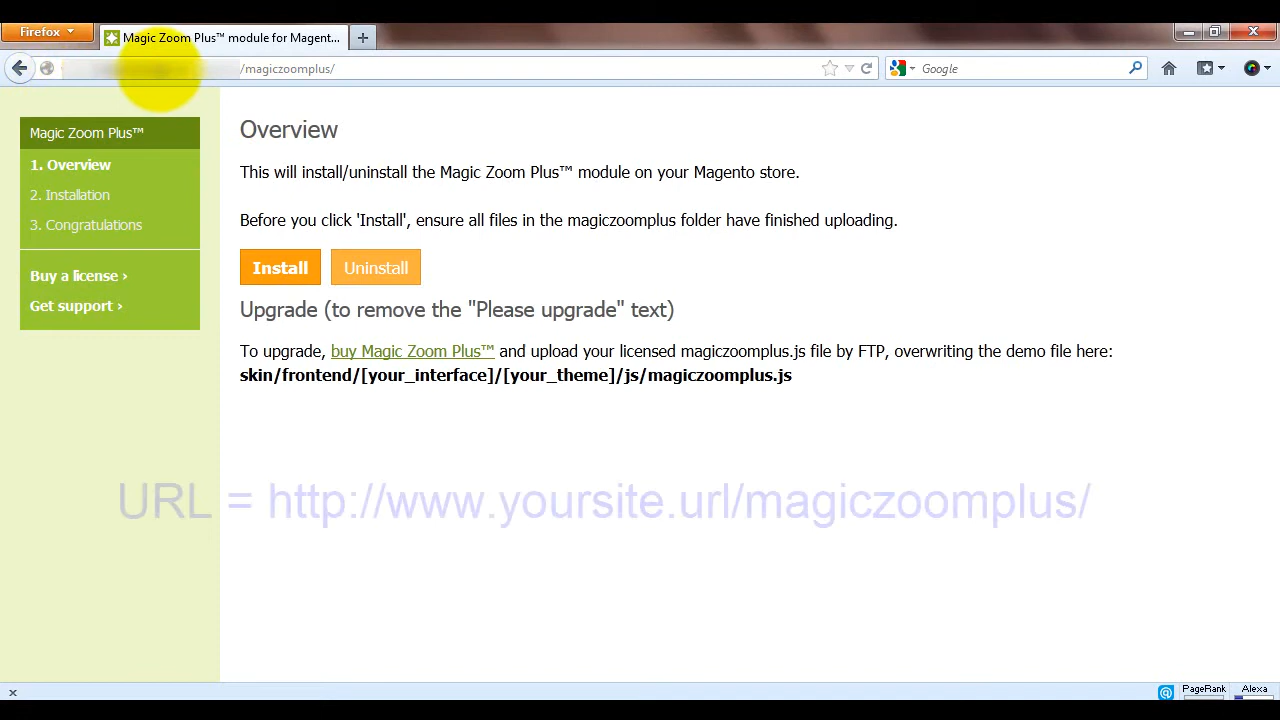 Firefox
Magic Zoom Plus™ module for Magent...
/magiczoomplus/
Google
Magic Zoom Plus™
1. Overview
2. Installation
3. Congratulations
Buy a license ›
Get support ›
Overview
This will install/uninstall the Magic Zoom Plus™ module on your Magento store.
Before you click 'Install', ensure all files in the magiczoomplus folder have finished uploading.
Install
Uninstall
Upgrade (to remove the "Please upgrade" text)
To upgrade, buy Magic Zoom Plus™ and upload your licensed magiczoomplus.js file by FTP, overwriting the demo file here:
skin/frontend/[your_interface]/[your_theme]/js/magiczoomplus.js
URL = http://www.yoursite.url/magiczoomplus/
PageRank
Alexa